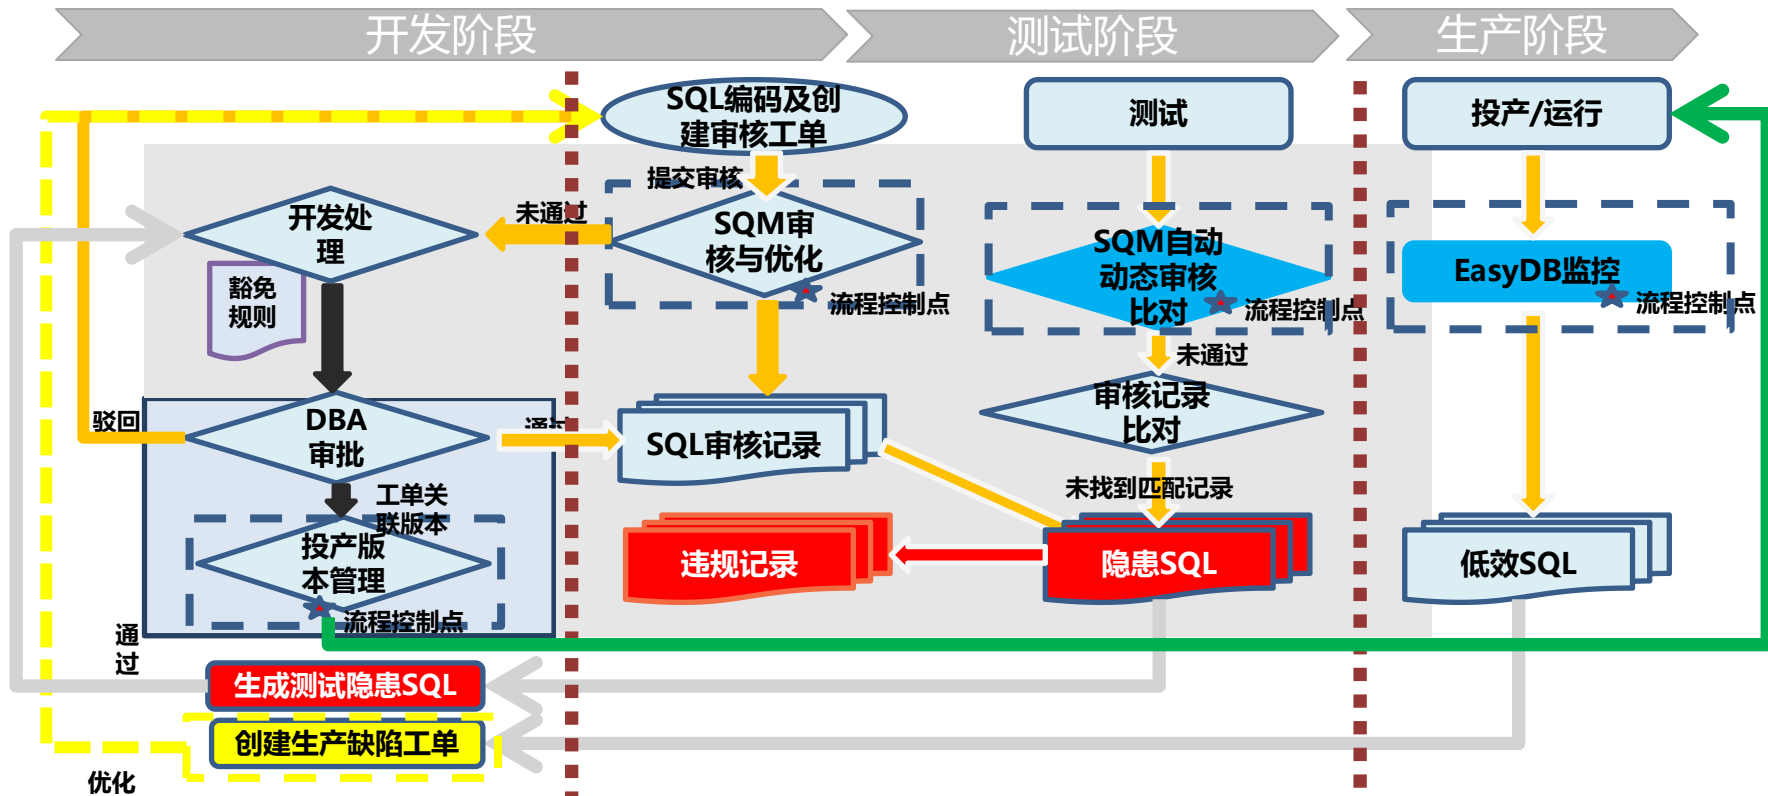 开发阶段
测试阶段
生产阶段
SQL编码及创
建审核工单
测试
投产/运行
提交审核
开发处
理
未通过
SQM审
核与优化
流程控制点
SQM自动
动态审核
比对
流程控制点
EasyDB监控
流程控制点
豁免
规则
未通过
审核记录
比对
驳回
DBA
审批
通过
SQL审核记录
工单关
联版本
未找到匹配记录
投产版
本管理
流程控制点
违规记录
隐患SQL
低效SQL
通
过
生成测试隐患SQL
创建生产缺陷工单
优化